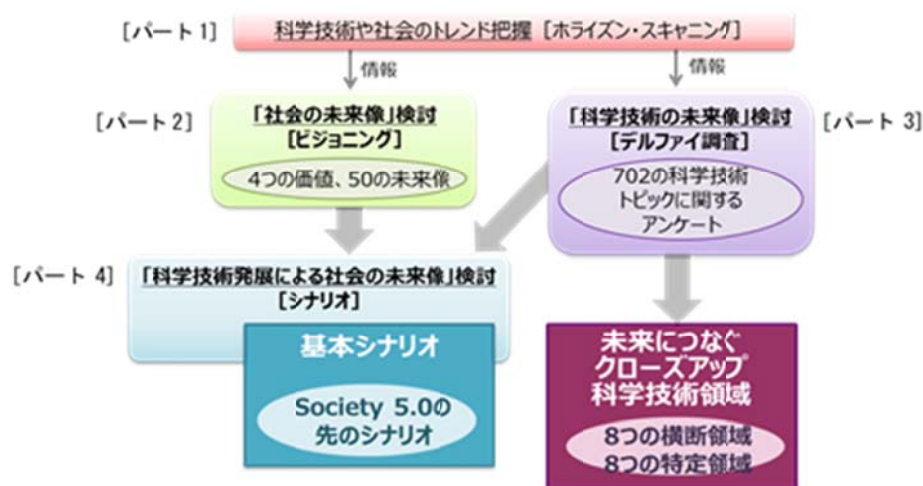 [パート 1]
科学技術や社会のトレンド把握 [ホライズン・スキャニング]
情報
情報
[パート 2]
「社会の未来像」検討
[ビジョニング]
4つの価値、50の未来像
「科学技術の未来像」検討
[デルファイ調査]
702の科学技術
トピックに関する
アンケート
[パート 3]
[パート 4]
「科学技術発展による社会の未来像」検討
[シナリオ]
基本シナリオ
Society 5.0の
先のシナリオ
未来につなぐ
クローズアップ
科学技術領域
8つの横断領域
8つの特定領域